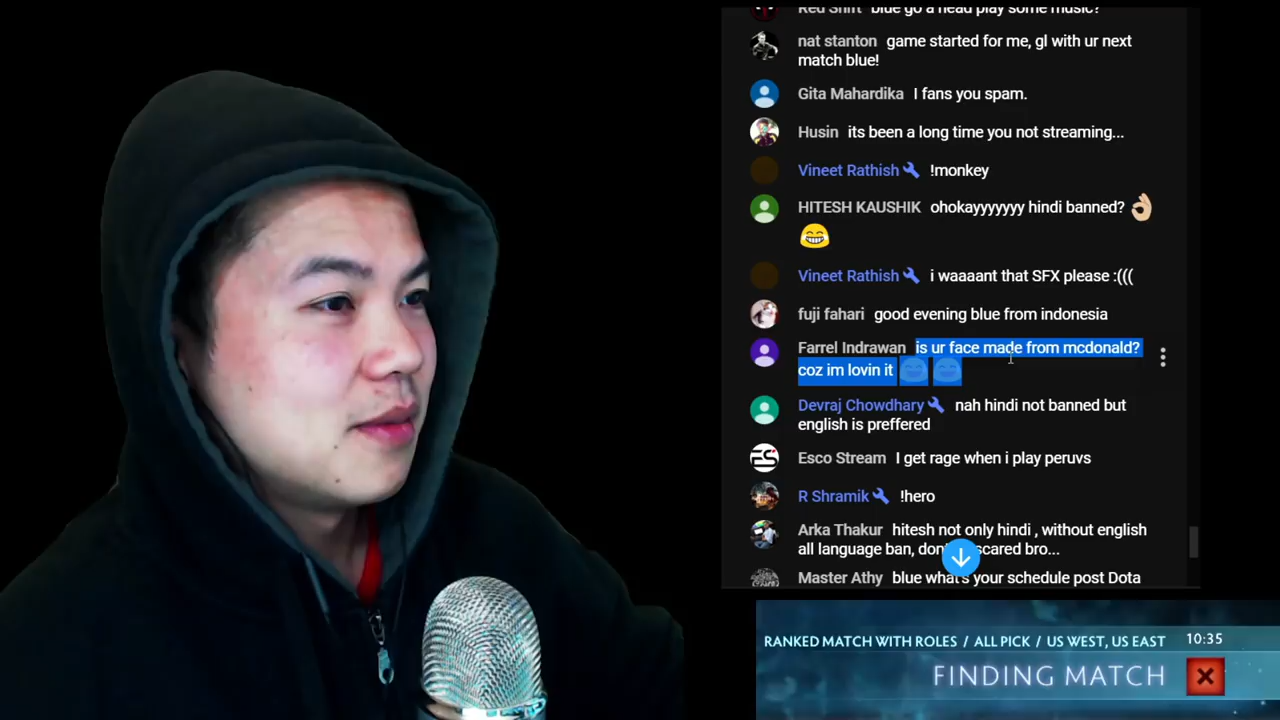 Red Shift blue go a head play some music?
nat stanton game started for me, gl with ur next
match blue!
Gita Mahardika I fans you spam.
Husin its been a long time you not streaming...
Vineet Rathish !monkey
HITESH KAUSHIK ohokayyyyyyy hindi banned? 👌🏼
😁
Vineet Rathish i waaaant that SFX please :(((
fuji fahari good evening blue from indonesia
Farrel Indrawan is ur face made from mcdonald?
coz im lovin it
Devraj Chowdhary nah hindi not banned but
english is preffered
ES
Esco Stream I get rage when i play peruvs
R Shramik !hero
Arka Thakur hitesh not only hindi , without english
all language ban, scared bro...
Master Athy blue what's your schedule post Dota
RANKED MATCH WITH ROLES / ALL PICK / US WEST, US EAST 10:35
FINDING MATCH